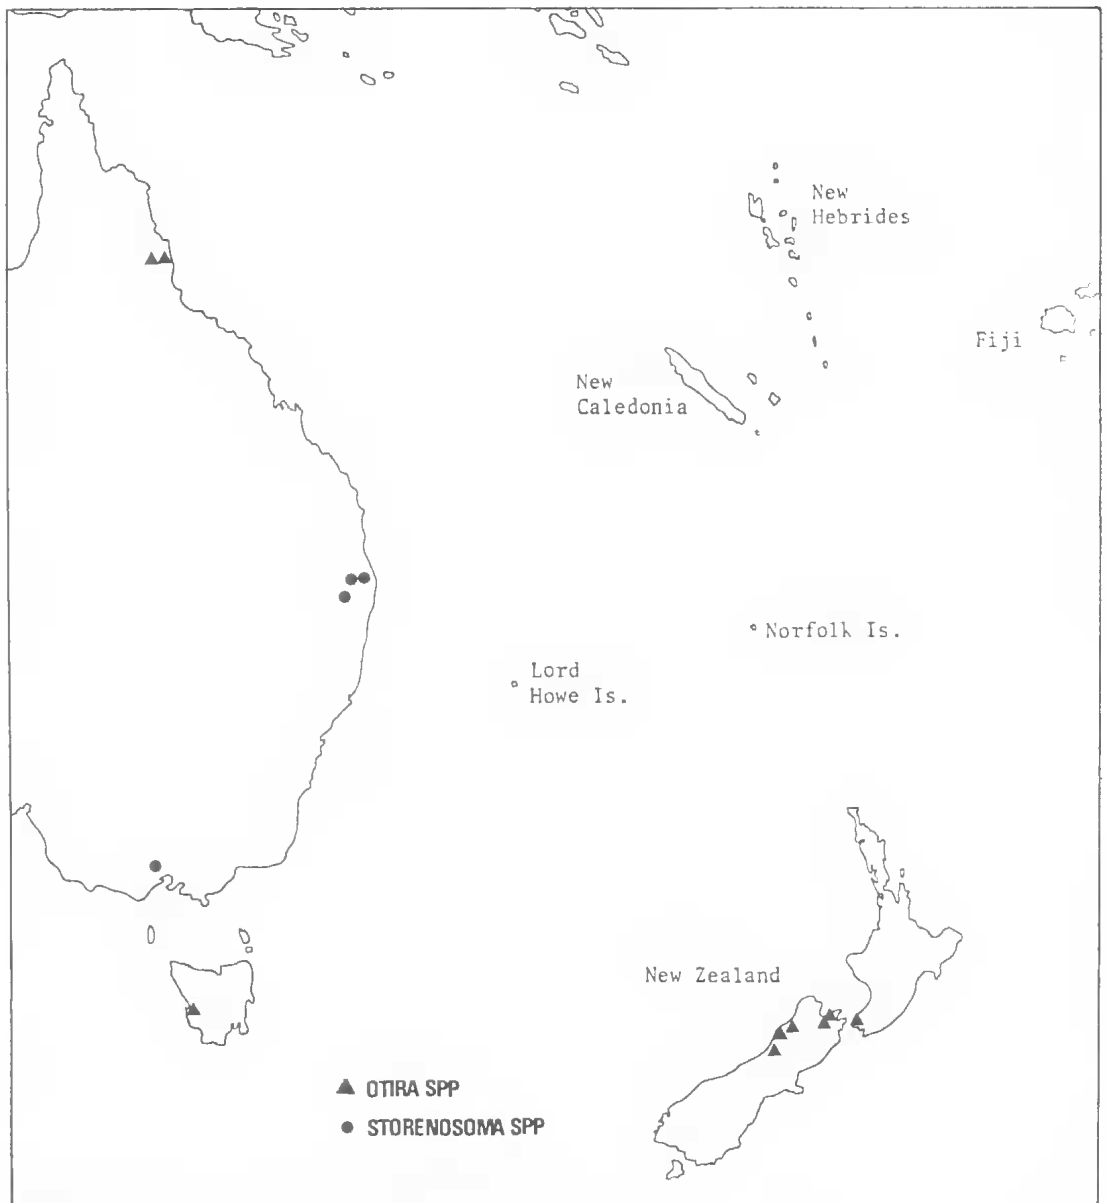 New
Hebrides
Fiji
New
Caledonia
Norfolk Is.
Lord
Howe Is.
New Zealand
OTIRA SPP
STORENOSOMA SPP